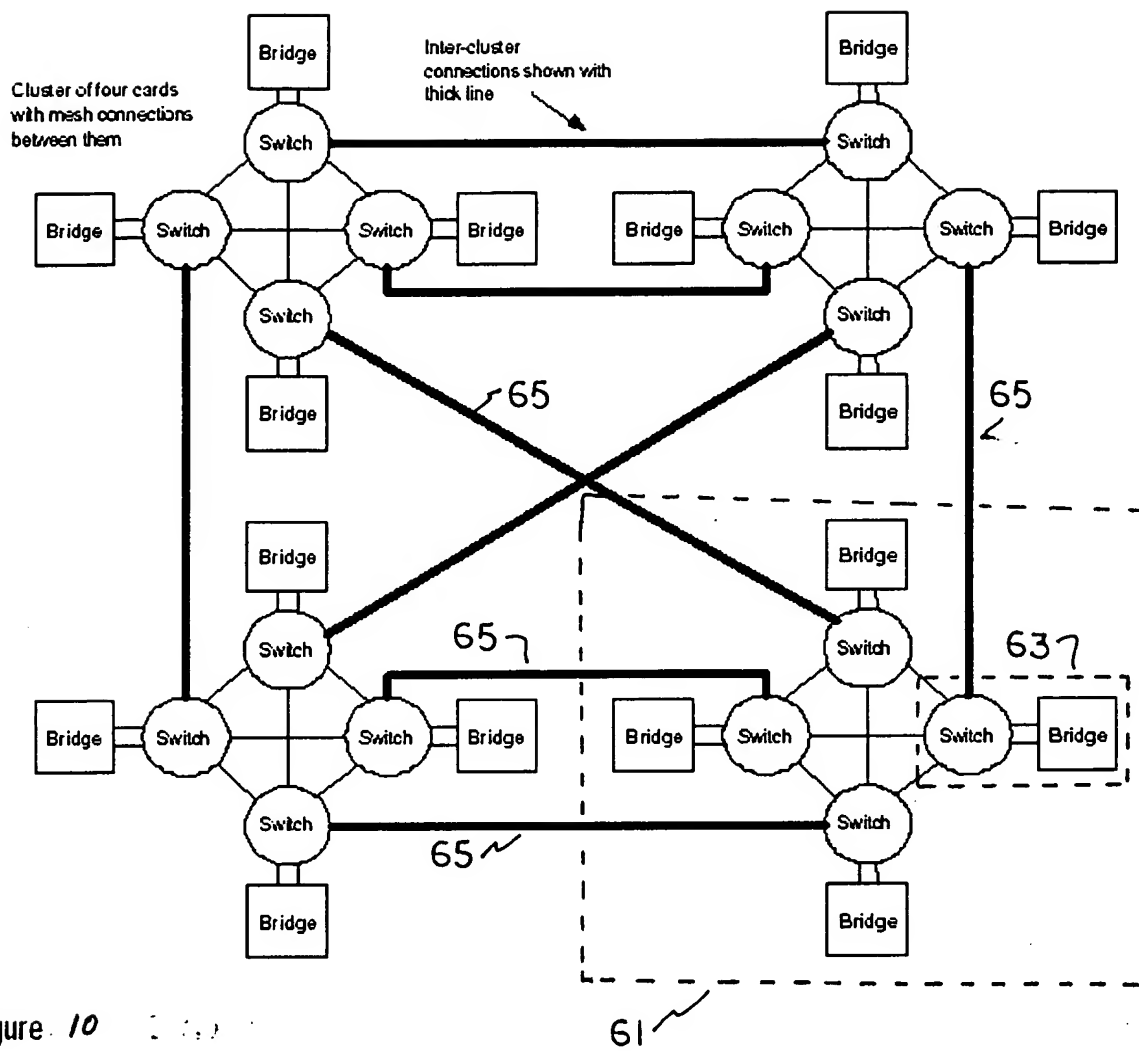 Bridge
Bridge
Inter-cluster
connections shown with
thick line
Cluster of four cards
with mesh connections
between them
Switch
Switch
Bridge
Switch
Switch
Bridge
Bridge
Switch
Switch
Bridge
Switch
Switch
Bridge
Bridge
65
65
Bridge
Bridge
Switch
Switch
65
63
Bridge
Switch
Switch
Bridge
Bridge
Switch
Switch
Bridge
Switch
Switch
65
Bridge
Bridge
gure 10
61